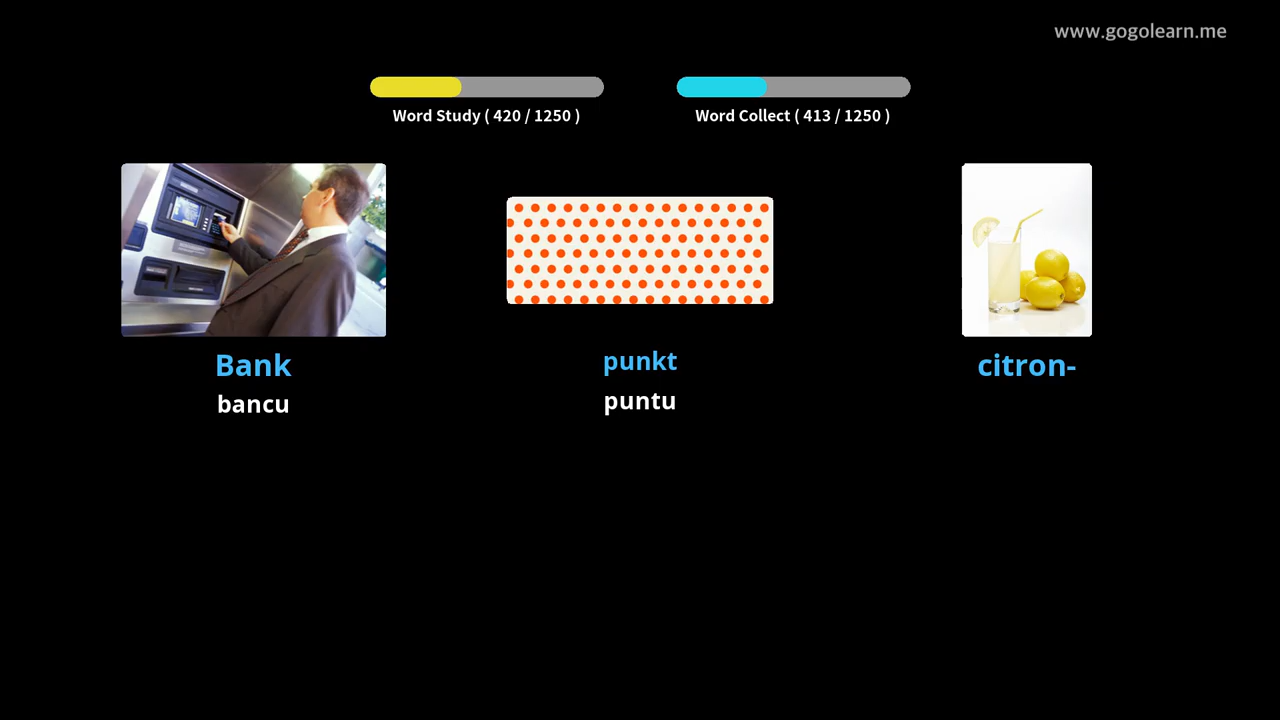 www.gogolearn.me
Word Study ( 420 / 1250 )
Word Collect ( 413 / 1250 )
Bank
bancu
punkt
puntu
citron-